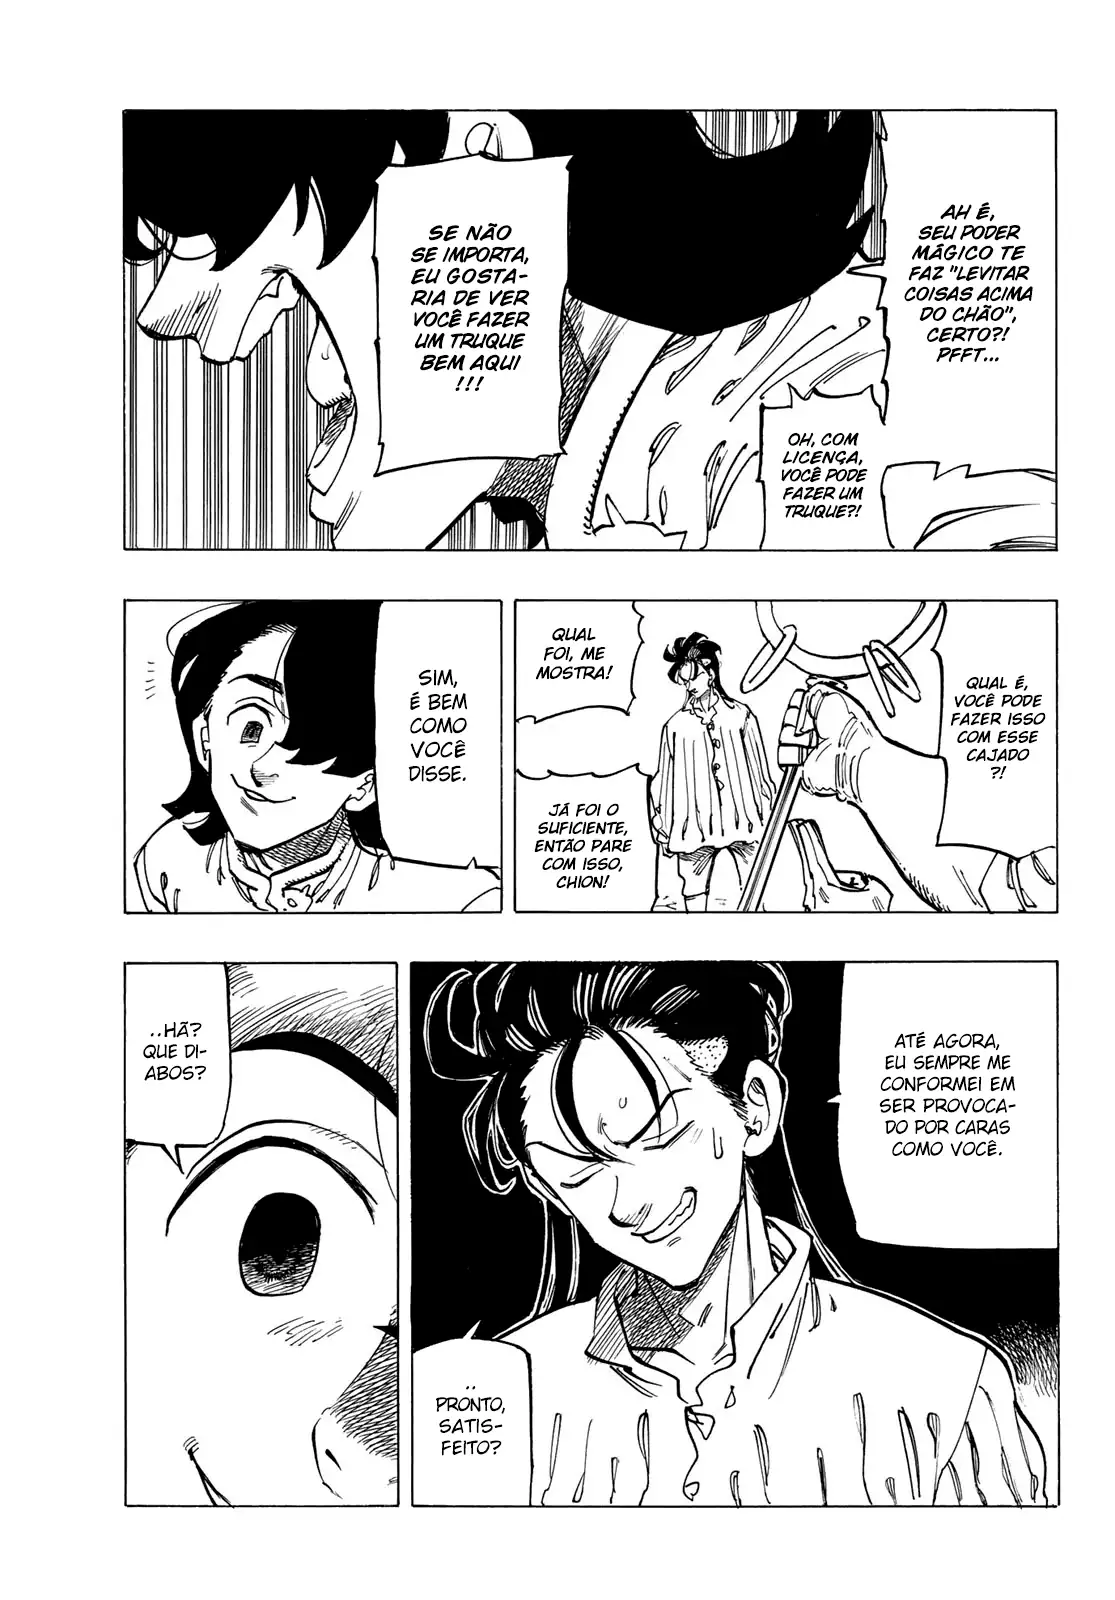 AH É,
SEU PODER
MÁGICO TE
FAZ "LEVITAR
COISAS ACIMA
DO CHÃO",
CERTO?!
PFFT...
OH, COM
LICENÇA,
VOCÊ PODE
FAZER UM
TRUQUE?!
SE NÃO
SE IMPORTA,
EU GOSTA-
RIA DE VER
VOCÊ FAZER
UM TRUQUE
BEM AQUI
!!!
QUAL É,
VOCÊ PODE
FAZER ISSO
COM ESSE
CAJADO
?!
QUAL
FOI, ME
MOSTRA!
JÁ FOI O
SUFICIENTE,
ENTÃO PARE
COM ISSO,
CHION!
SIM,
É BEM
COMO
VOCÊ
DISSE.
ATÉ AGORA,
EU SEMPRE ME
CONFORMEI EM
SER PROVOCA-
DO POR CARAS
COMO VOCÊ.
..
PRONTO,
SATIS-
FEITO?
..HÃ?
QUE DI-
ABOS?